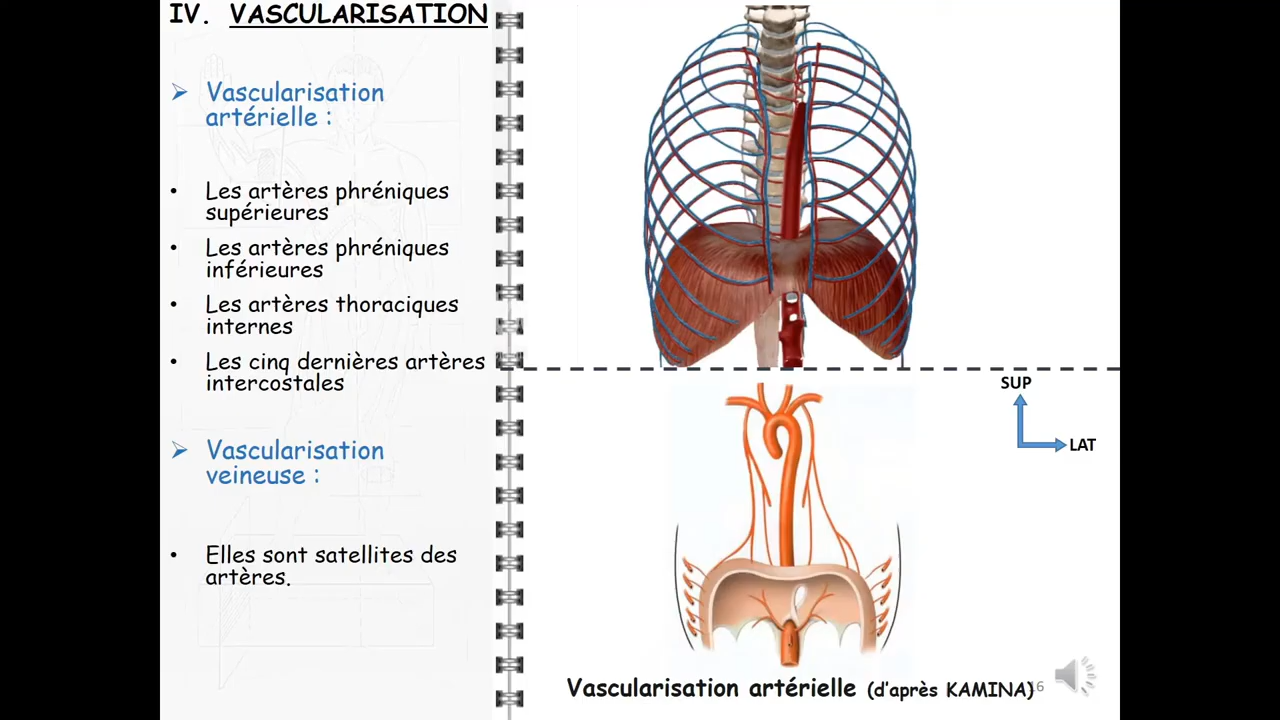 IV. VASCULARISATION
➢ Vascularisation
artérielle :
• Les artères phréniques
supérieures
• Les artères phréniques
inférieures
• Les artères thoraciques
internes
• Les cinq dernières artères
intercostales
➢ Vascularisation
veineuse :
• Elles sont satellites des
artères.
SUP
LAT
Vascularisation artérielle (d’après KAMINA)
16